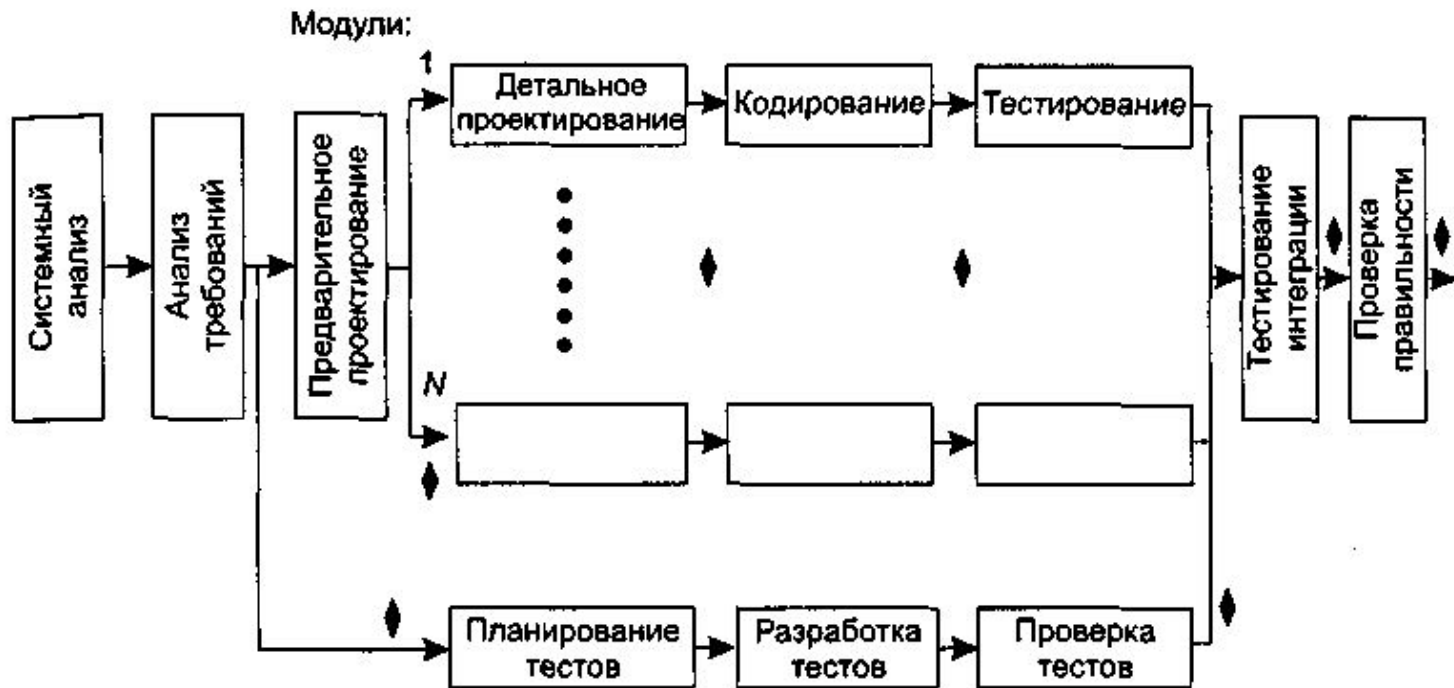 Модули:
1
Детальное
проектирование
Кодирование
Тестирование
Системный
анализ
Анализ
требований
Предварительное
проектирование
Тестирование
интеграции
Проверка
правильности
N
Планирование
тестов
Разработка
тестов
Проверка
тестов